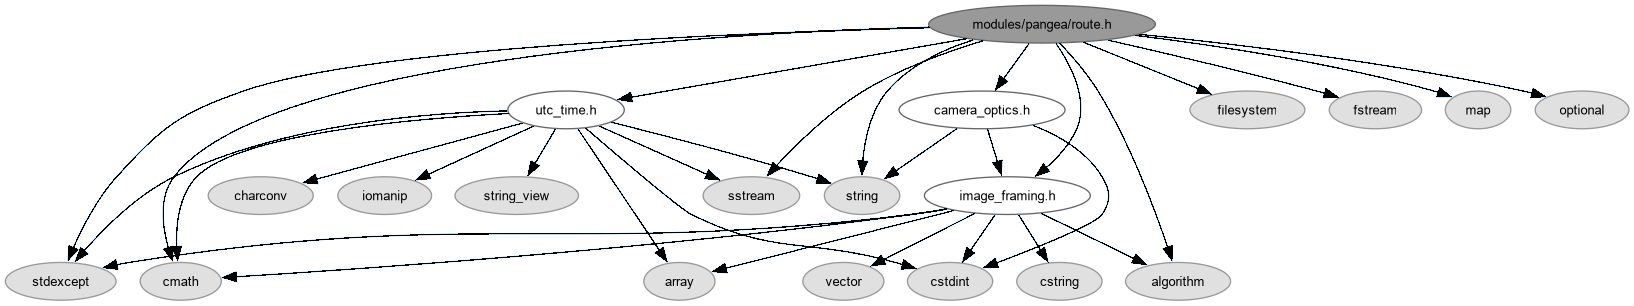 modules/pangea/route.h
utc_time.h
camera_optics.h
filesystem
fstream
map
optional
charconv
iomanip
string_view
sstream
string
image_framing.h
stdexcept
cmath
array
vector
cstdint
cstring
algorithm